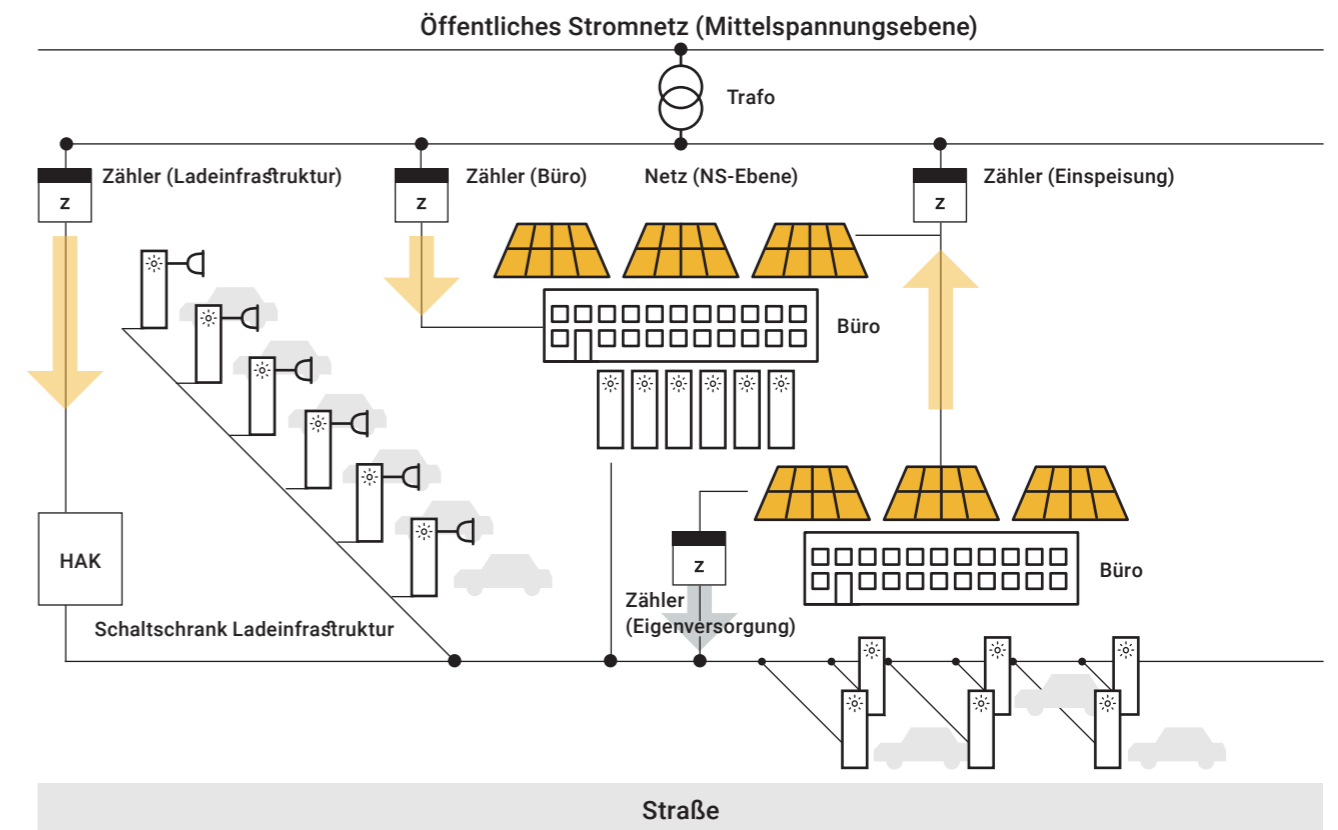 Öffentliches Stromnetz (Mittelspannungsebene)
Trafo
Zähler (Ladeinfrastruktur)
Zähler (Büro)
Netz (NS-Ebene)
Zähler (Einspeisung)
Z
Z
Z
Büro
HAK
Z
Büro
Zähler
(Eigenversorgung)
Schaltschrank Ladeinfrastruktur
Straße